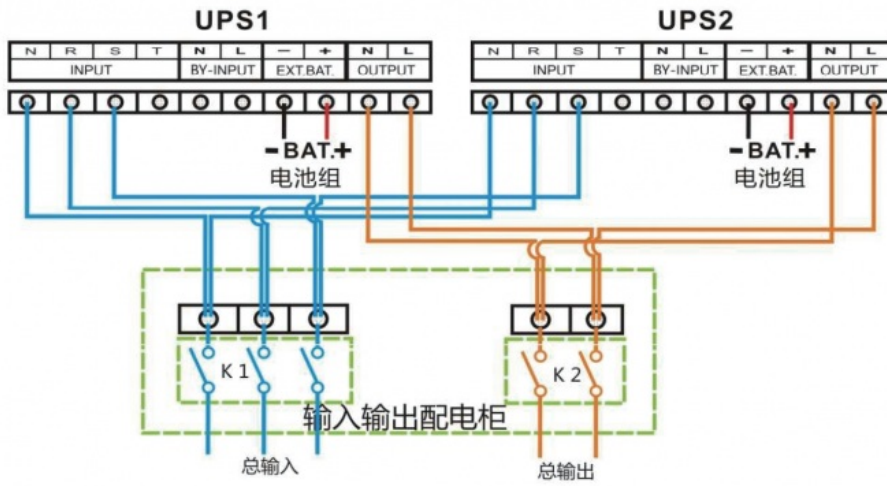 UPS1 UPS2
N R S T N L − + N L N R S T N L − + N L
INPUT BY-INPUT EXT.BAT. OUTPUT INPUT BY-INPUT EXT.BAT. OUTPUT
-BAT.+ -BAT.+
电池组 电池组
K 1 K 2
输入输出配电柜
总输入 总输出